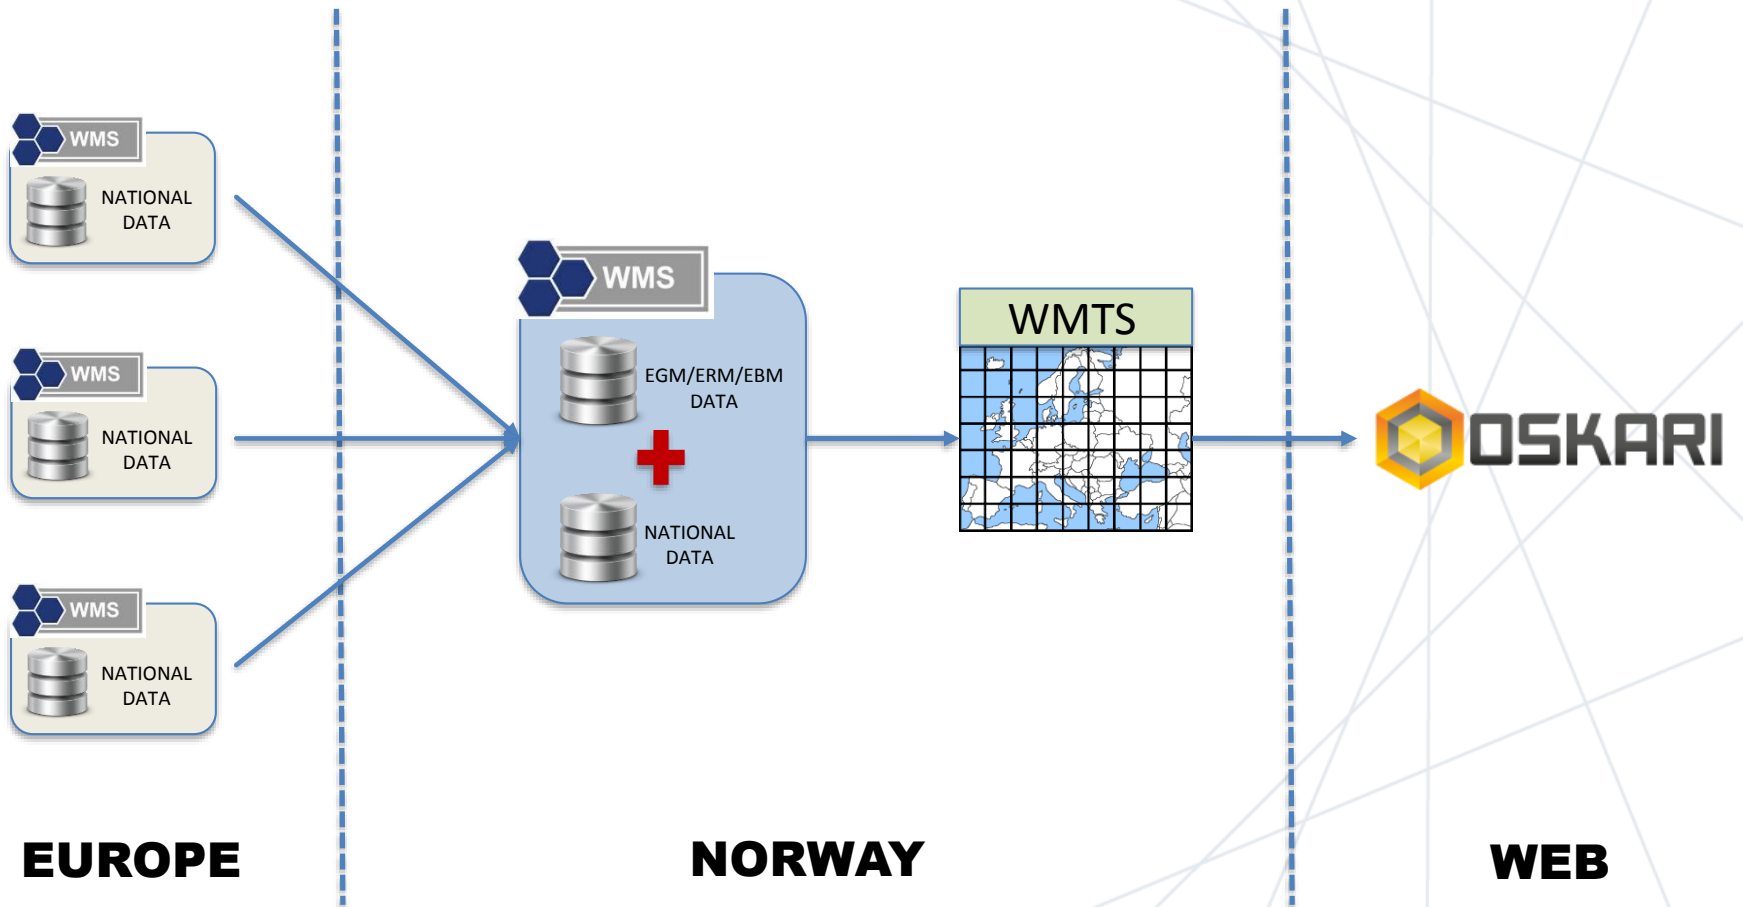 WMS
NATIONAL
DATA
WMS
NATIONAL
DATA
WMS
NATIONAL
DATA
EUROPE
WMS
EGM/ERM/EBM
DATA
NATIONAL
DATA
WMTS
NORWAY
OSKARI
WEB